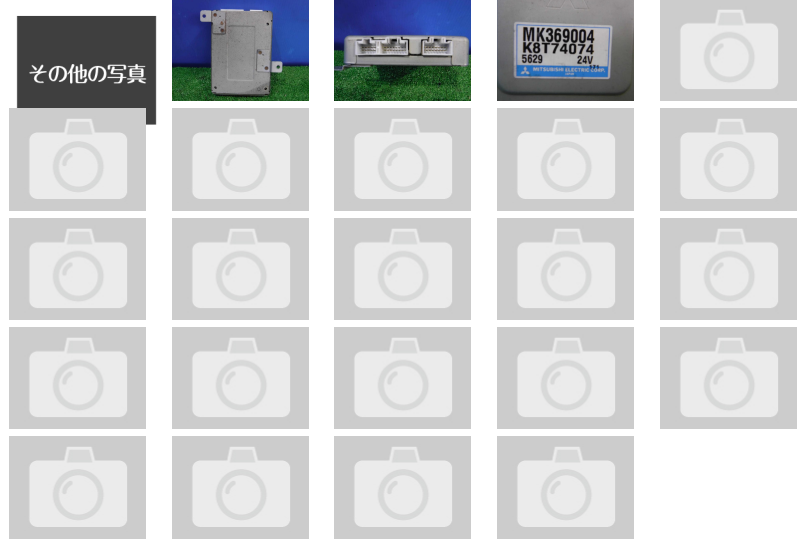 その他の写真
MK369004
K8T74074
5629 24V
MITSUBISHI ELECTRIC CORP.